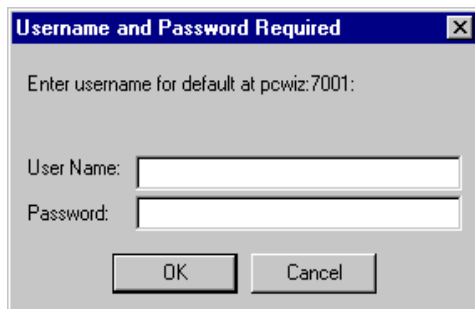 Username and Password Required
Enter username for default at pcwiz:7001:
User Name:
Password:
OK Cancel